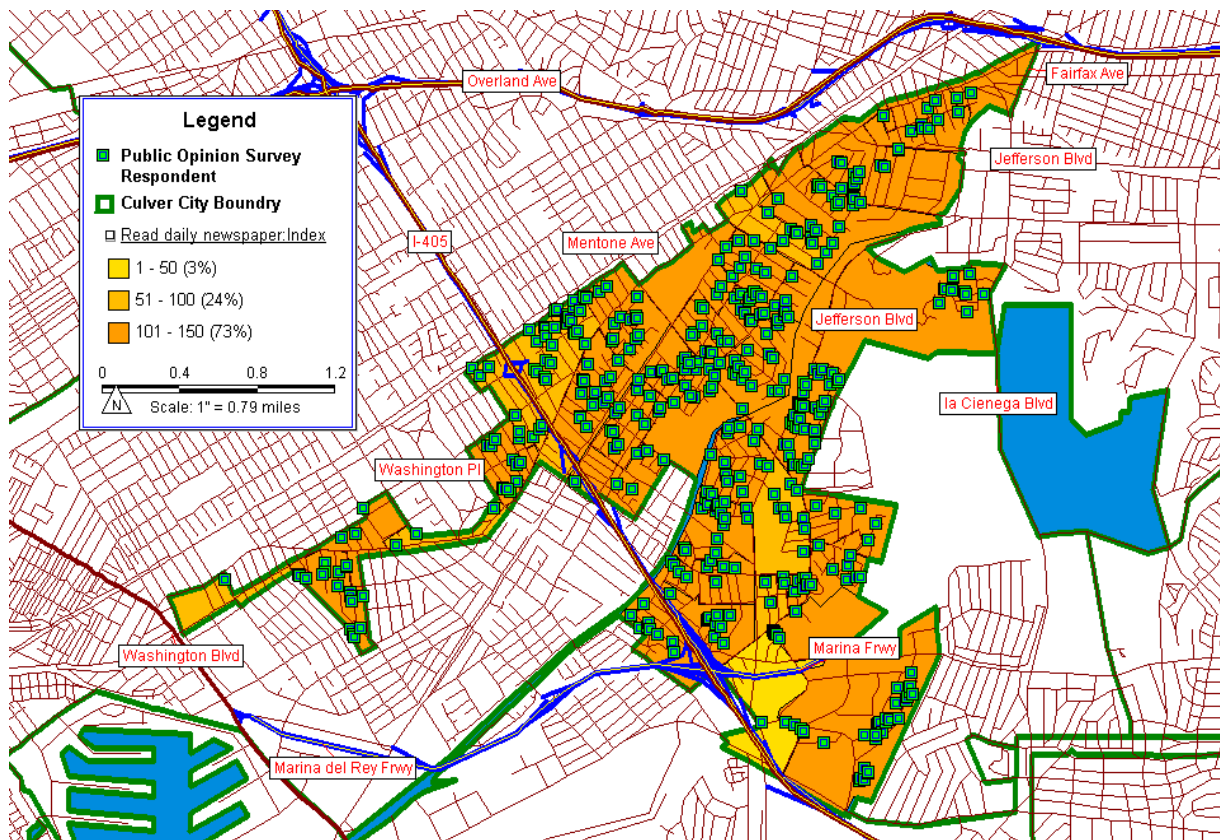 Overland Ave
Fairfax Ave
Legend
Public Opinion Survey
Respondent
Culver City Boundry
Read daily newspaper:Index
1 - 50 (3%)
51 - 100 (24%)
101 - 150 (73%)
0 0.4 0.8 1.2
N
Scale: 1" = 0.79 miles
Jefferson Blvd
I-405
Mentone Ave
Jefferson Blvd
la Cienega Blvd
Washington Pl
Washington Blvd
Marina Frwy
Marina del Rey Frwy